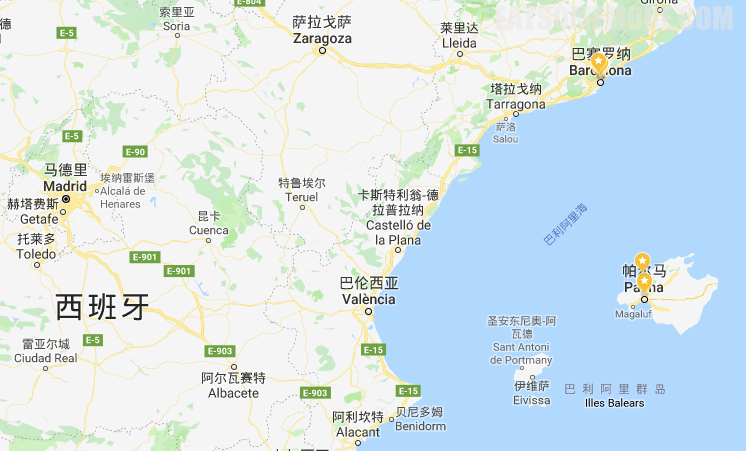 E-804
索里亚
Soria
E-5
萨拉戈萨
Zaragoza
莱里达
Lleida
Girona
巴塞罗纳
Barcelona
塔拉戈纳
Tarragona
萨洛
Salou
E-5
E-90
E-15
马德里
Madrid
埃纳雷斯堡
Alcalá de
Henares
赫塔费斯
Getafe
特鲁埃尔
Teruel
卡斯特利翁-德
拉普拉纳
Castelló de
la Plana
昆卡
Cuenca
巴利阿里海
托莱多
Toledo
E-901
E-901
帕尔马
Palma
Magaluf
巴伦西亚
València
西班牙
圣安东尼奥-阿
瓦德
Sant Antoni
de Portmany
雷亚尔城
Ciudad Real
E-5
E-903
E-15
阿尔瓦赛特
Albacete
伊维萨
Eivissa
巴利阿里群岛
Illes Balears
E-903
E-15
阿利坎特
Alacant
贝尼多姆
Benidorm